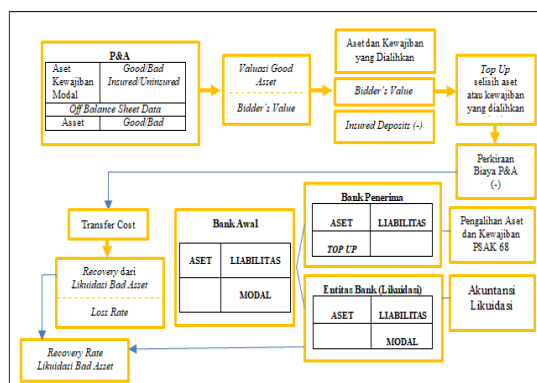 P&A
Aset Good/Bad
Kewajiban Insured/Uninsured
Modal
Off Balance Sheet Data
Aset Good/Bad
Valuasi Good
Asset
Bidder's Value
Aset dan Kewajiban
yang Dialihkan
Bidder's Value
Insured Deposits (-)
Top Up
selisih aset
atau kewajiban
yang dialihkan
Perkiraan
Biaya P&A
(-)
Transfer Cost
Recovery dari
Likuidasi Bad Asset
Loss Rate
Recovery Rate
Likuidasi Bad Asset
Bank Awal
ASET LIABILITAS
MODAL
Bank Penerima
ASET LIABILITAS
TOP UP
Pengalihan Aset
dan Kewajiban
PSAK 68
Entitas Bank (Likuidasi)
ASET LIABILITAS
MODAL
Akuntansi
Likuidasi